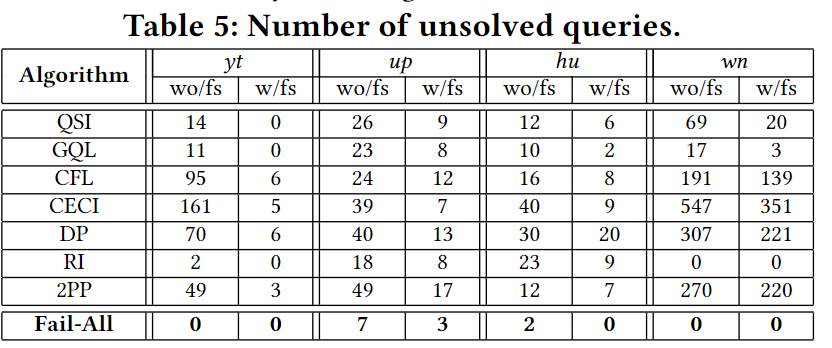 Table 5: Number of unsolved queries.
Algorithm yt up hu wn
wo/fs w/fs wo/fs w/fs wo/fs w/fs wo/fs w/fs
QSI 14 0 26 9 12 6 69 20
GQL 11 0 23 8 10 2 17 3
CFL 95 6 24 12 16 8 191 139
CECI 161 5 39 7 40 9 547 351
DP 70 6 40 13 30 20 307 221
RI 2 0 18 8 23 9 0 0
2PP 49 3 49 17 12 7 270 220
Fail-All 0 0 7 3 2 0 0 0